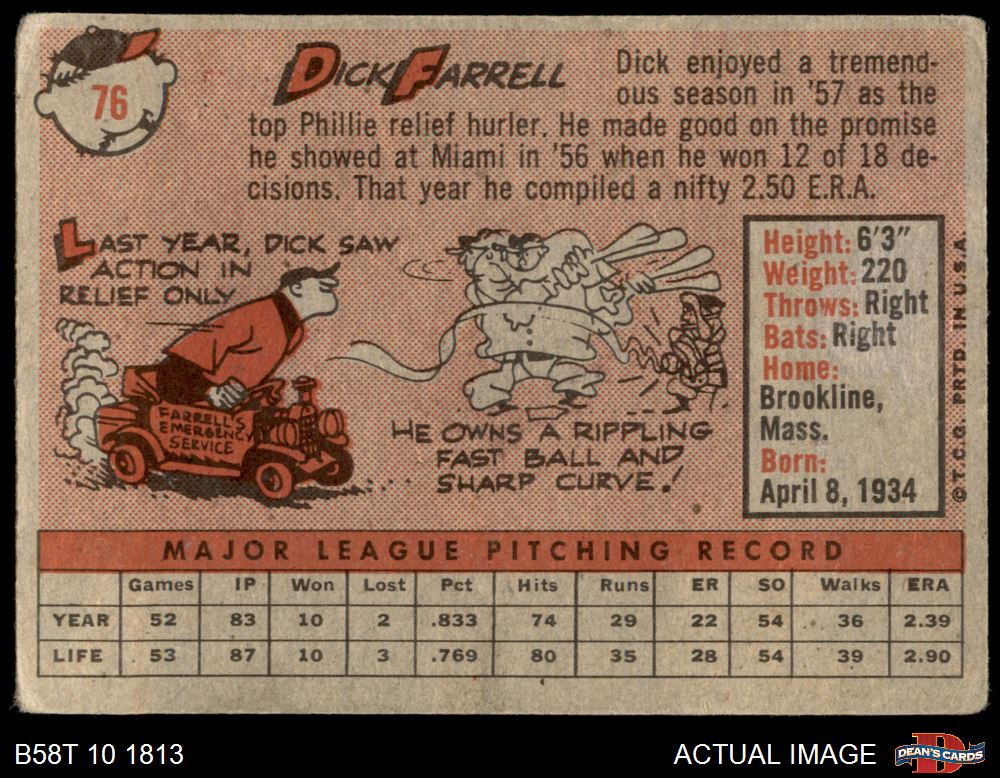 76
DICK FARRELL
Dick enjoyed a tremend-
ous season in '57 as the
top Phillie relief hurler. He made good on the promise
he showed at Miami in '56 when he won 12 of 18 de-
cisions. That year he compiled a nifty 2.50 E.R.A.
LAST YEAR, DICK SAW
ACTION IN
RELIEF ONLY
FARRELL'S
EMERGENCY
SERVICE
HE OWNS A RIPPLING
FAST BALL AND
SHARP CURVE!
Height: 6'3"
Weight: 220
Throws: Right
Bats: Right
Home:
Brookline,
Mass.
Born:
April 8, 1934
© T.C.G. PRTD. IN U.S.A.
MAJOR LEAGUE PITCHING RECORD
Games IP Won Lost Pct Hits Runs ER SO Walks ERA
YEAR 52 83 10 2 .833 74 29 22 54 36 2.39
LIFE 53 87 10 3 .769 80 35 28 54 39 2.90
B58T 10 1813
ACTUAL IMAGE
DEAN'S CARDS